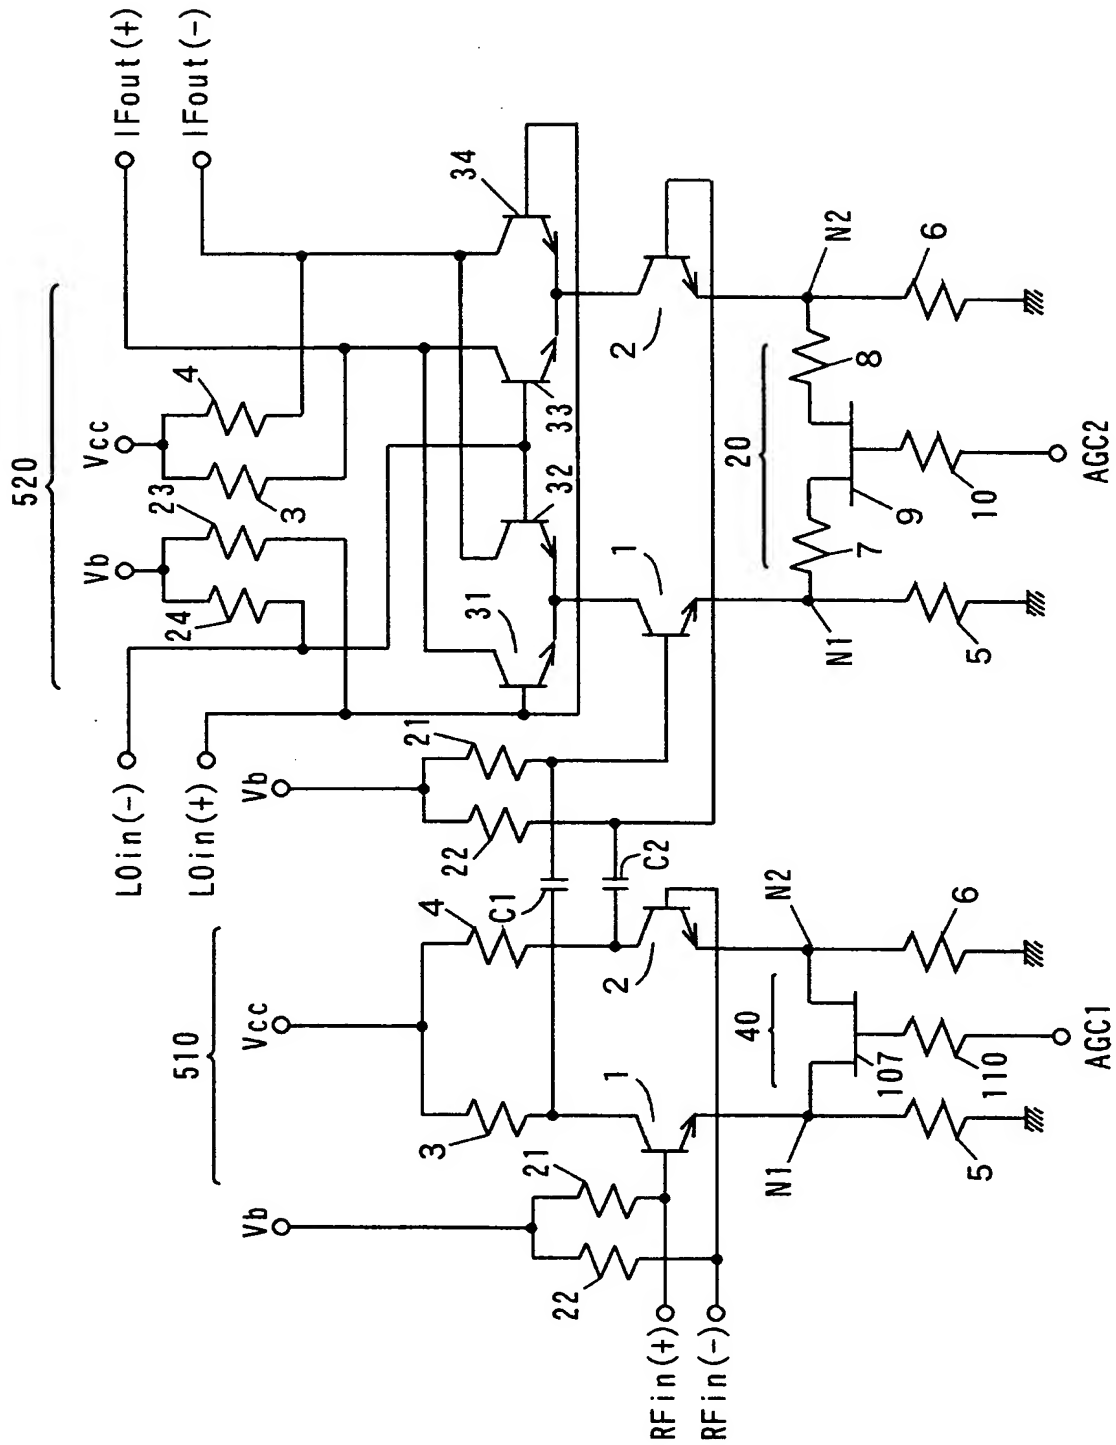 IFout(+)
IFout(-)
520
Vcc
Vb
4
3
23
24
34
33
32
31
LOin(-)
LOin(+)
Vb
21
22
2
1
N2
6
20
8
7
9
10
AGC2
N1
5
510
Vcc
Vb
4
3
C1
C2
2
1
21
22
N2
6
40
107
110
AGC1
N1
5
RFin(+)
RFin(-)